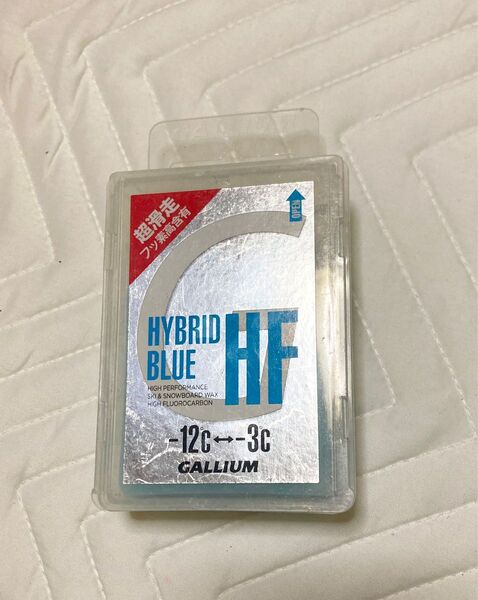 超滑走
フッ素高含有
OPEN
HYBRID
BLUE
HF
HIGH PERFORMANCE
SKI & SNOWBOARD WAX
HIGH FLUOROCARBON
-12c↔-3c
GALLIUM